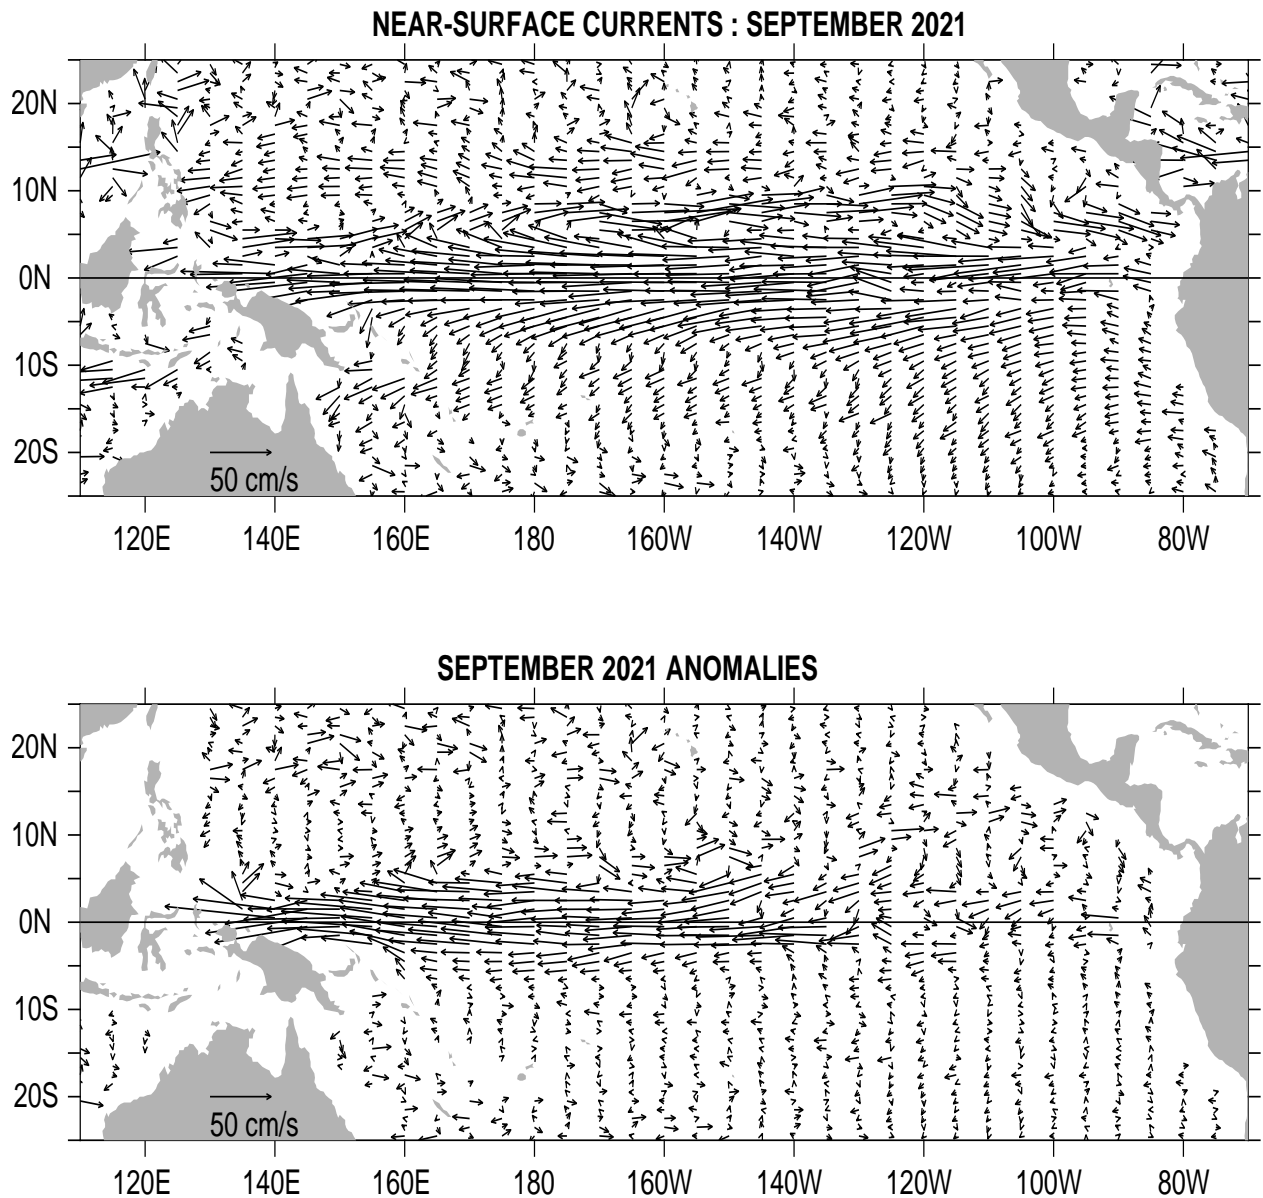 NEAR-SURFACE CURRENTS : SEPTEMBER 2021
20N
10N
0N
10S
20S
50 cm/s
120E 140E 160E 180 160W 140W 120W 100W 80W
SEPTEMBER 2021 ANOMALIES
20N
10N
0N
10S
20S
50 cm/s
120E 140E 160E 180 160W 140W 120W 100W 80W